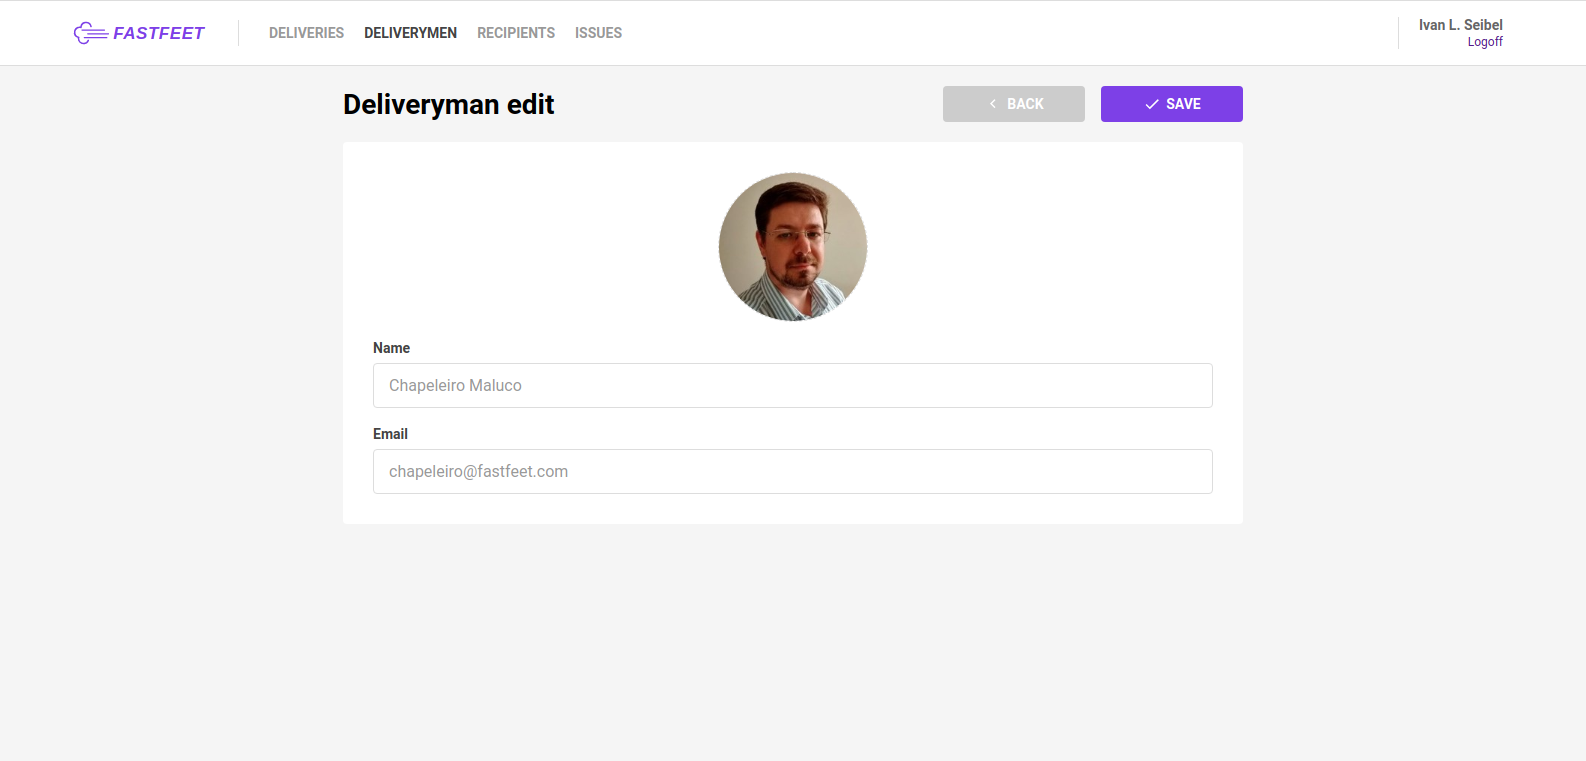 FASTFEET
DELIVERIES DELIVERYMEN RECIPIENTS ISSUES
Ivan L. Seibel
Logoff
Deliveryman edit
BACK
SAVE
Name
Chapeleiro Maluco
Email
chapeleiro@fastfeet.com